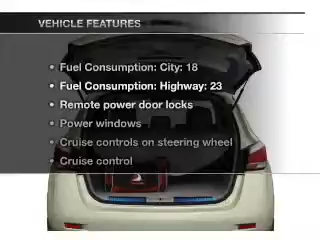 VEHICLE FEATURES
• Fuel Consumption: City: 18
• Fuel Consumption: Highway: 23
• Remote power door locks
• Power windows
• Cruise controls on steering wheel
• Cruise control